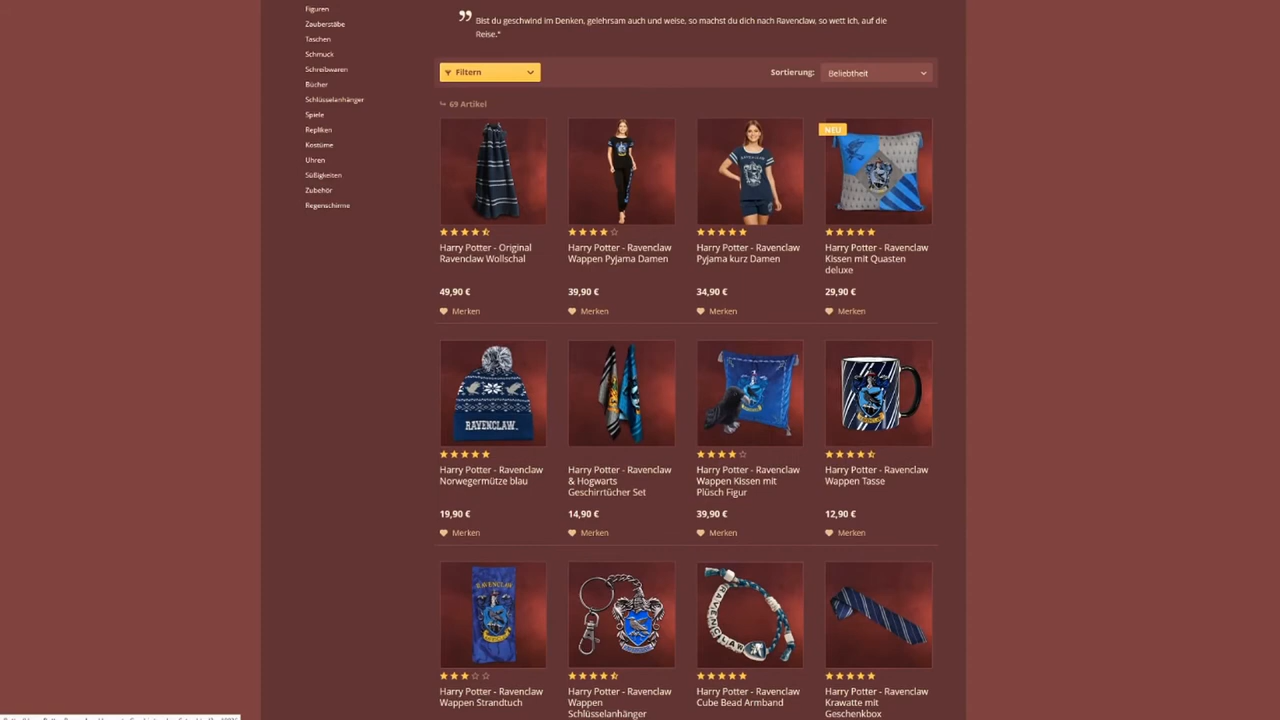 Figuren
Zauberstäbe
Taschen
Schmuck
Schreibwaren
Bücher
Schlüsselanhänger
Spiele
Repliken
Kostüme
Uhren
Süßigkeiten
Zubehör
Regenschirme
Bist du geschwind im Denken, gelehrsam auch und weise, so machst du dich nach Ravenclaw, so wett ich, auf die
Reise."
Filtern
Sortierung: Beliebtheit
69 Artikel
NEU
Harry Potter - Original
Ravenclaw Wollschal
49,90 €
Merken
Harry Potter - Ravenclaw
Wappen Pyjama Damen
39,90 €
Merken
Harry Potter - Ravenclaw
Pyjama kurz Damen
34,90 €
Merken
Harry Potter - Ravenclaw
Kissen mit Quasten
deluxe
29,90 €
Merken
RAVENCLAW
Harry Potter - Ravenclaw
Norwegermütze blau
19,90 €
Merken
Harry Potter - Ravenclaw
& Hogwarts
Geschirrtücher Set
14,90 €
Merken
Harry Potter - Ravenclaw
Wappen Kissen mit
Plüsch Figur
39,90 €
Merken
Harry Potter - Ravenclaw
Wappen Tasse
12,90 €
Merken
RAVENCLAW
Harry Potter - Ravenclaw
Wappen Strandtuch
Harry Potter - Ravenclaw
Wappen
Schlüsselanhänger
RAVENCLAW
Harry Potter - Ravenclaw
Cube Bead Armband
Harry Potter - Ravenclaw
Krawatte mit
Geschenkbox